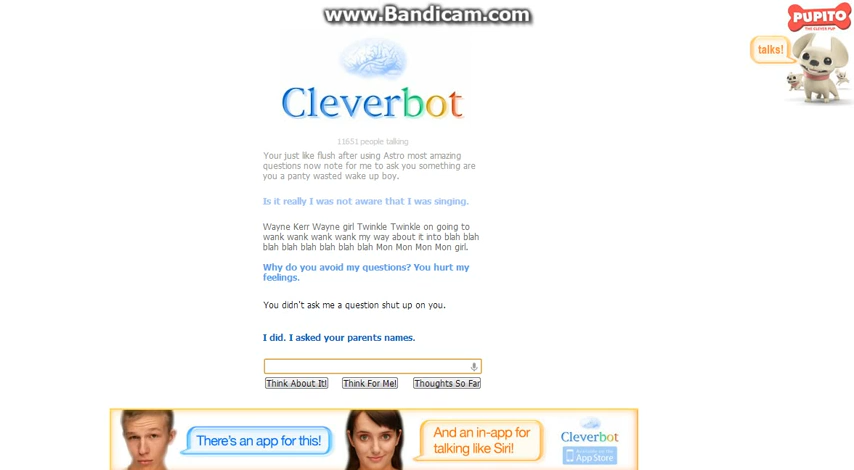 www.Bandicam.com
PUPITO
THE CLEVER PUP
talks!
Cleverbot
11651 people talking
Your just like flush after using Astro most amazing
questions now note for me to ask you something are
you a panty wasted wake up boy.
Is it really I was not aware that I was singing.
Wayne Kerr Wayne girl Twinkle Twinkle on going to
wank wank wank wank my way about it into blah blah
blah blah blah blah blah blah Mon Mon Mon Mon girl.
Why do you avoid my questions? You hurt my
feelings.
You didn't ask me a question shut up on you.
I did. I asked your parents names.
Think About It! Think For Me! Thoughts So Far
There's an app for this!
And an in-app for
talking like Siri!
Cleverbot
App Store